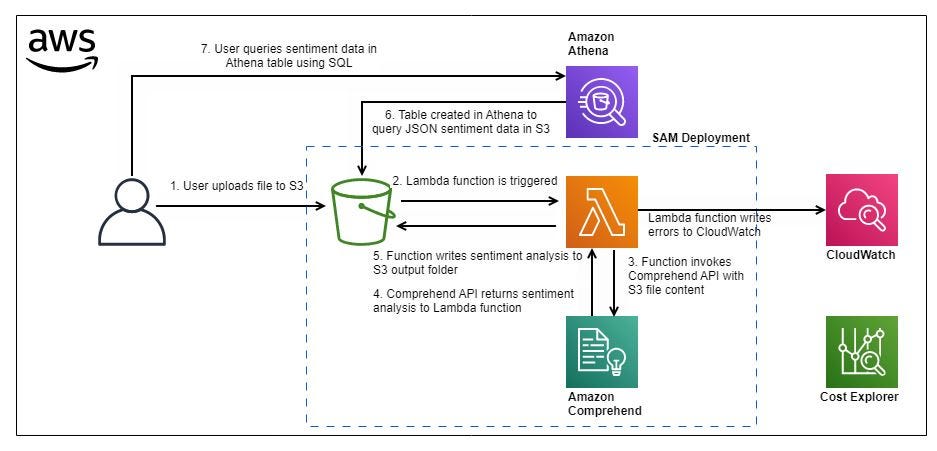 aws
7. User queries sentiment data in
Athena table using SQL
Amazon
Athena
6. Table created in Athena to
query JSON sentiment data in S3
SAM Deployment
1. User uploads file to S3
2. Lambda function is triggered
Lambda function writes
errors to CloudWatch
CloudWatch
5. Function writes sentiment analysis to
S3 output folder
3. Function invokes
Comprehend API with
S3 file content
4. Comprehend API returns sentiment
analysis to Lambda function
Amazon
Comprehend
Cost Explorer